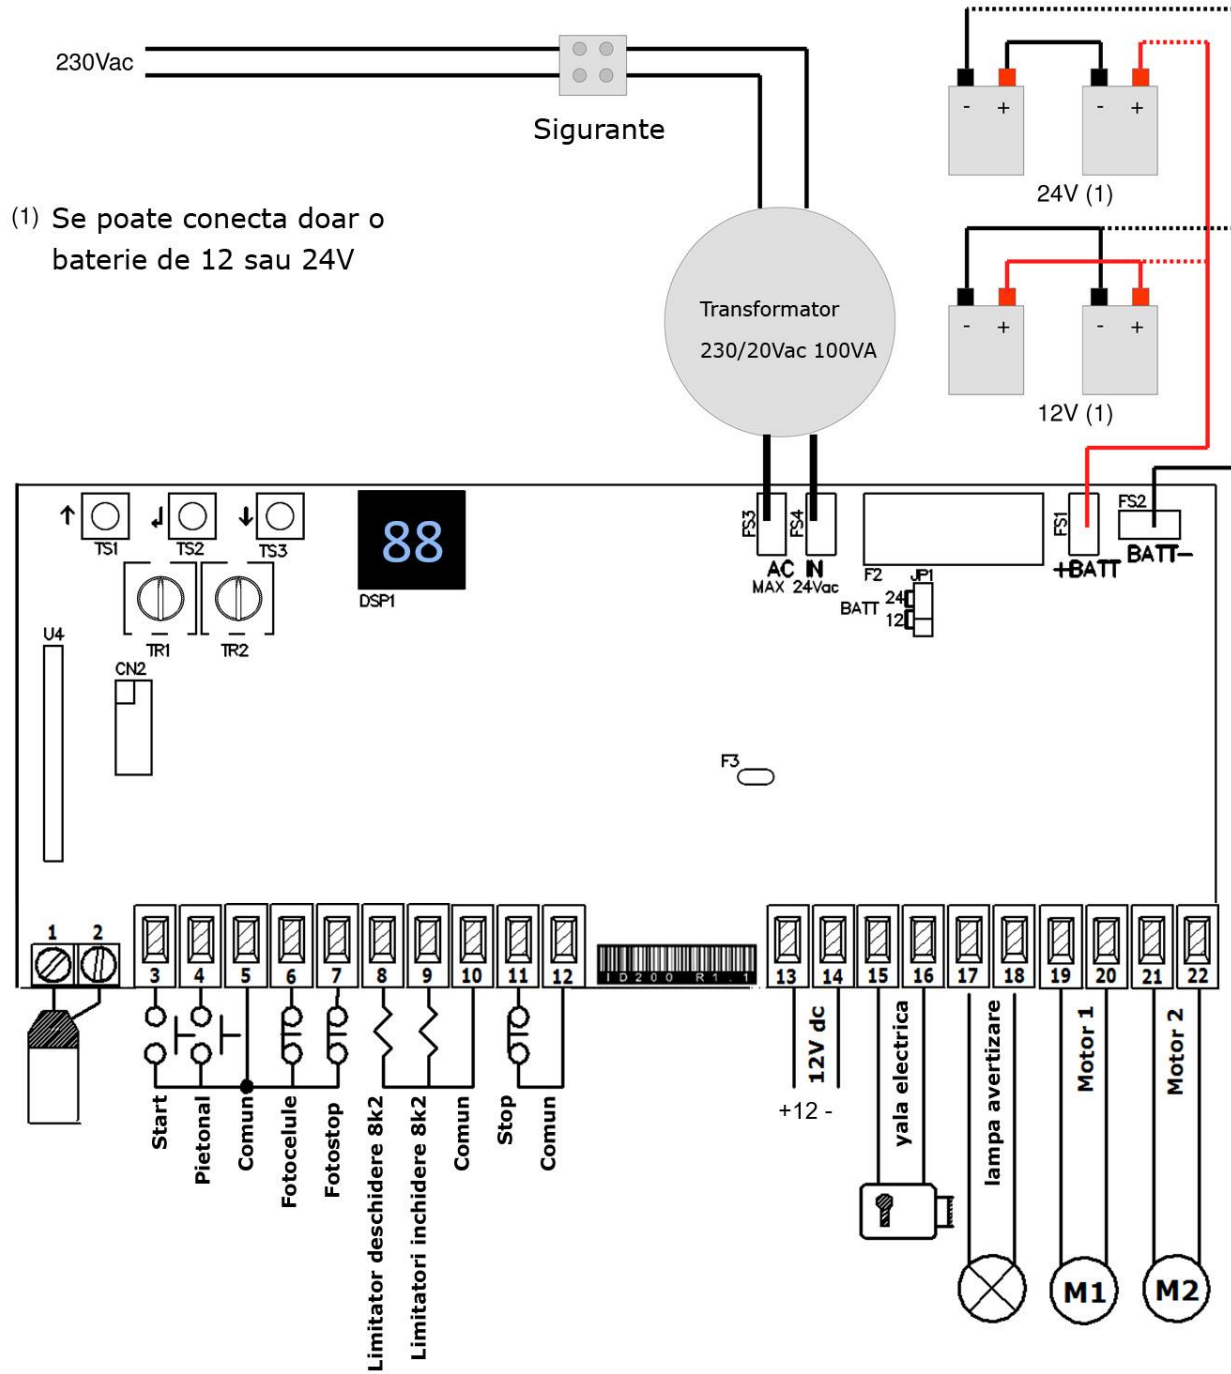 230Vac
Sigurante
(1) Se poate conecta doar o
baterie de 12 sau 24V
- + - +
24V (1)
- + - +
12V (1)
Transformator
230/20Vac 100VA
TS1
TS2
TS3
88
DSP1
FS3
FS4
AC IN
MAX 24Vac
F2
JP1
BATT
24
12
FS1
+BATT
FS2
BATT-
TR1
TR2
U4
CN2
F3
1 2
3 4 5 6 7 8 9 10 11 12
ID200 R1.1
13 14 15 16 17 18 19 20 21 22
Start
Pietonal
Comun
Fotocelule
Fotostop
Limitator deschidere 8k2
Limitatori inchidere 8k2
Comun
Stop
Comun
12V dc
+12 -
yala electrica
lampa avertizare
Motor 1
Motor 2
M1
M2